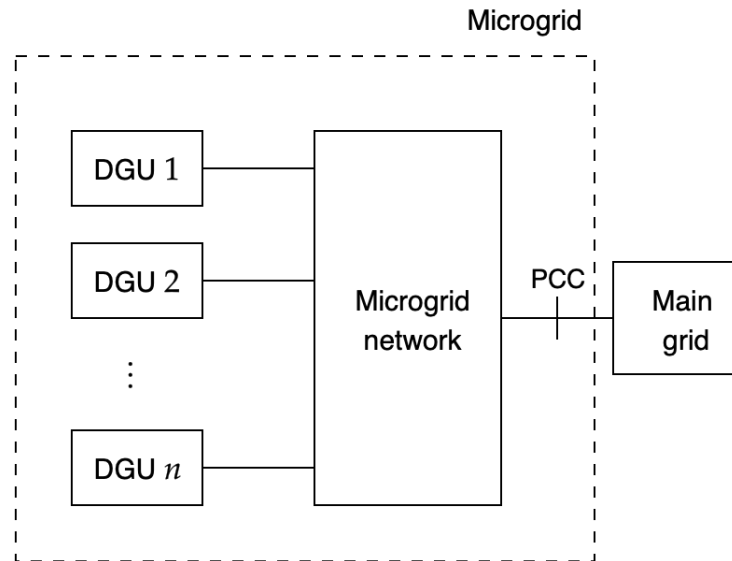 Microgrid
DGU 1
DGU 2
⋮
DGU n
Microgrid
network
PCC
Main
grid